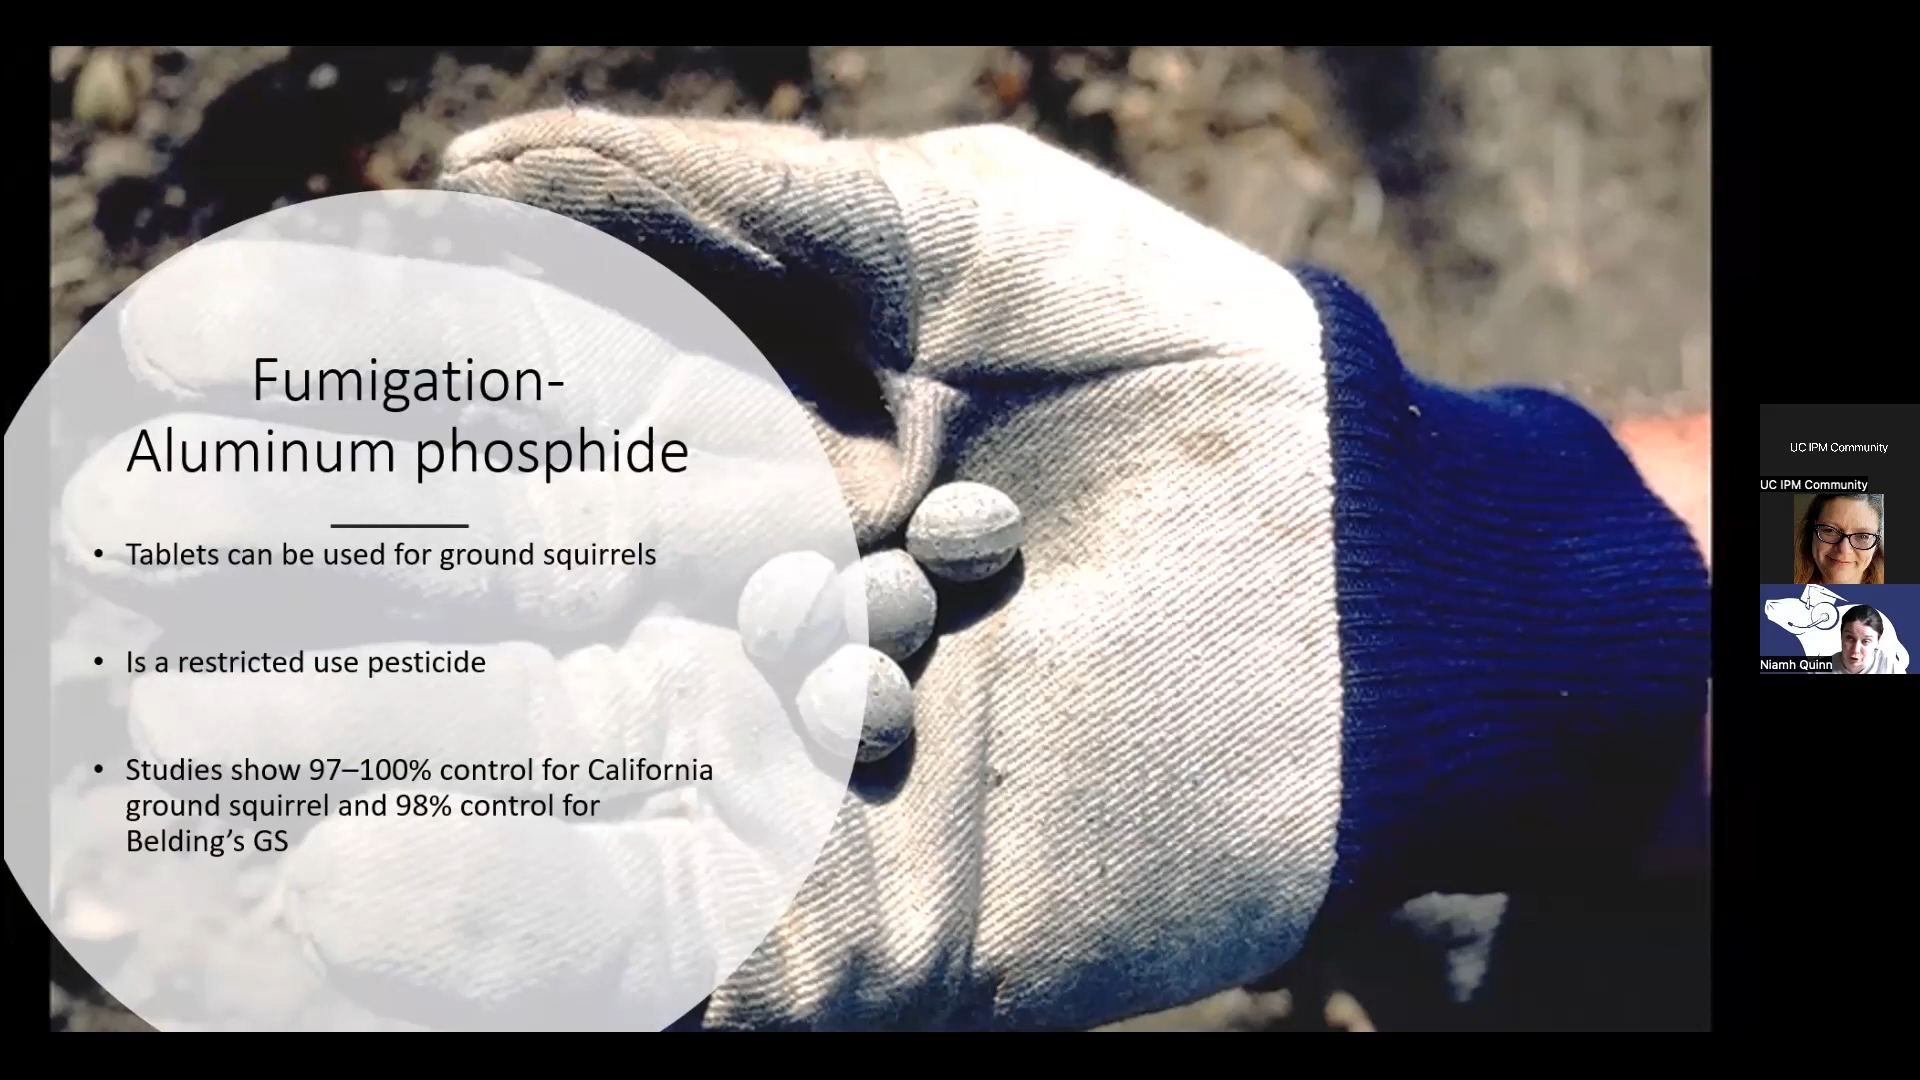 Fumigation-
Aluminum phosphide
• Tablets can be used for ground squirrels
• Is a restricted use pesticide
• Studies show 97–100% control for California
ground squirrel and 98% control for
Belding’s GS
UC IPM Community
UC IPM Community
Niamh Quinn